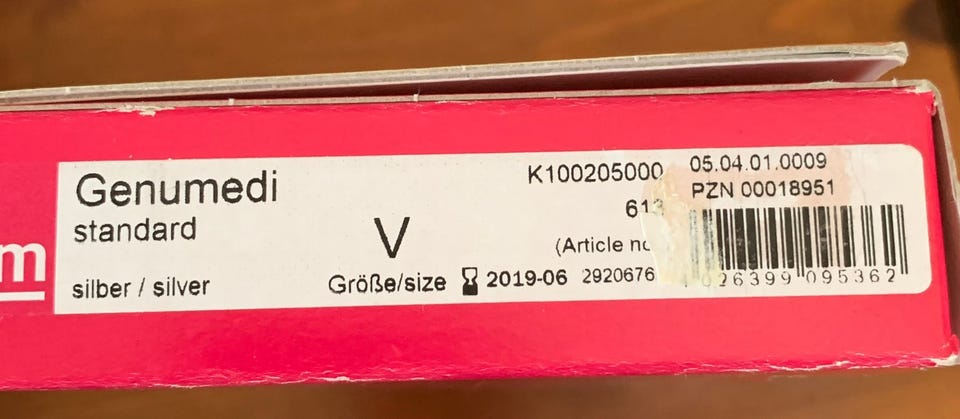 Genumedi
standard
silber / silver
V
Größe/size
K100205000
(Article
2019-06
2920676
05.04.01.0009
PZN 00018951
026399 095362
m